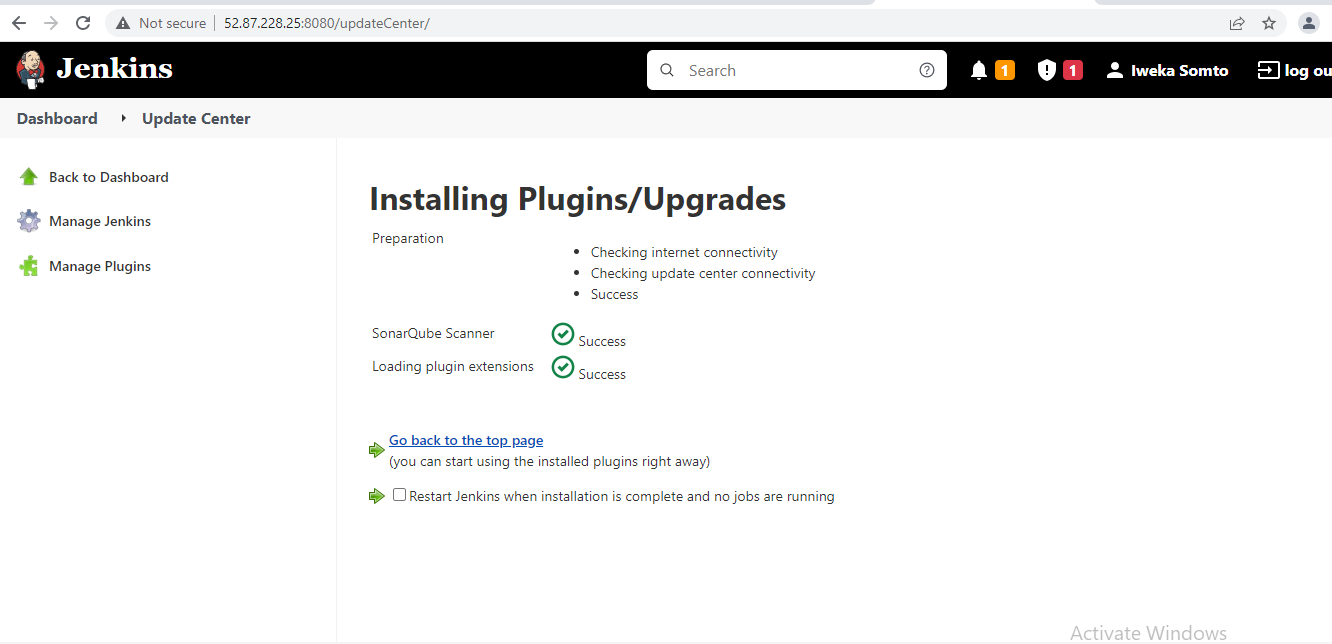 Not secure 52.87.228.25:8080/updateCenter/
Jenkins Search 1 1 Iweka Somto log ou
Dashboard Update Center
Back to Dashboard
Manage Jenkins
Manage Plugins
Installing Plugins/Upgrades
Preparation
Checking internet connectivity
Checking update center connectivity
Success
SonarQube Scanner Success
Loading plugin extensions Success
Go back to the top page
(you can start using the installed plugins right away)
Restart Jenkins when installation is complete and no jobs are running
Activate Windows